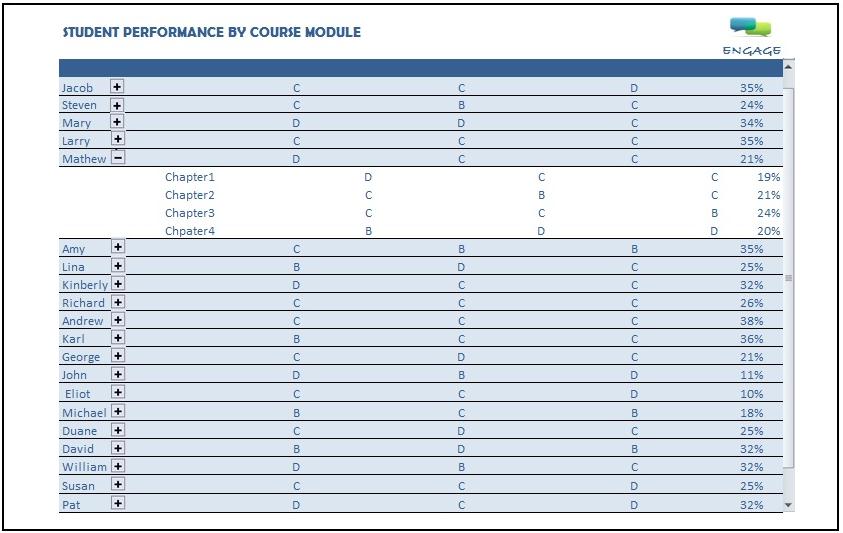 STUDENT PERFORMANCE BY COURSE MODULE
ENGAGE
Jacob + C C D 35%
Steven + C B C 24%
Mary + D D C 34%
Larry + C C C 35%
Mathew − D C C 21%
Chapter1 D C C 19%
Chapter2 C B C 21%
Chapter3 C C B 24%
Chpater4 B D D 20%
Amy + C B B 35%
Lina + B D C 25%
Kinberly + D C C 32%
Richard + C C C 26%
Andrew + C C C 38%
Karl + B C C 36%
George + C D C 21%
John + D B D 11%
Eliot + C C D 10%
Michael + B C B 18%
Duane + C D C 25%
David + B D B 32%
William + D B C 32%
Susan + C C D 25%
Pat + D C D 32%